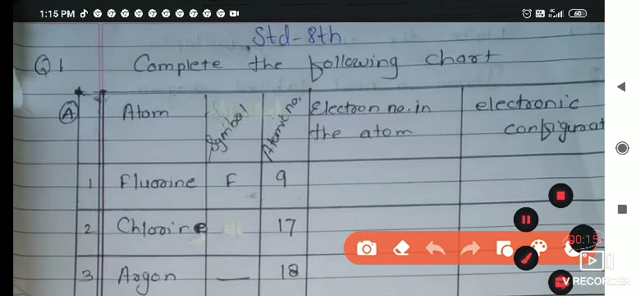 1:15 PM
60
Std-8th
Q1 Complete the following chart
A Atom Symbol Atomic no. Electron no. in the atom electronic configurat
1 Fluorine F 9
2 Chlorine 17
3 Argon — 18
00:15
V RECORDER